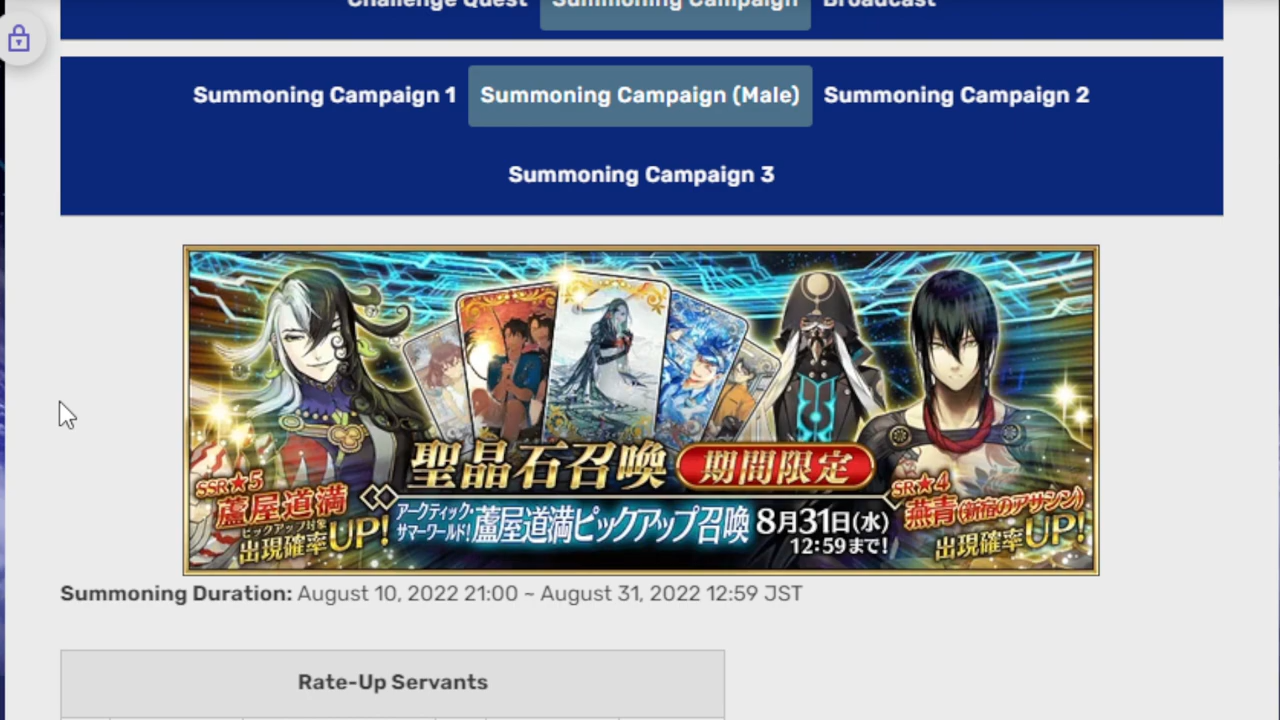 Challenge Quest Summoning Campaign Broadcast
Summoning Campaign 1 Summoning Campaign (Male) Summoning Campaign 2
Summoning Campaign 3
聖晶石召喚 期間限定
SSR★5
蘆屋道満
ピックアップ対象
出現確率UP!
アークティック・
サマーワールド!
蘆屋道満ピックアップ召喚
8月31日(水)
12:59まで!
SR★4
燕青(新宿のアサシン)
出現確率UP!
Summoning Duration: August 10, 2022 21:00 ~ August 31, 2022 12:59 JST
Rate-Up Servants